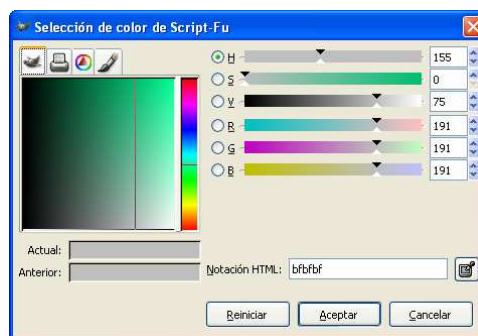 Selección de color de Script-Fu
H 155
S 0
V 75
R 191
G 191
B 191
Actual:
Anterior:
Notación HTML: bfbfbf
Reiniciar Aceptar Cancelar